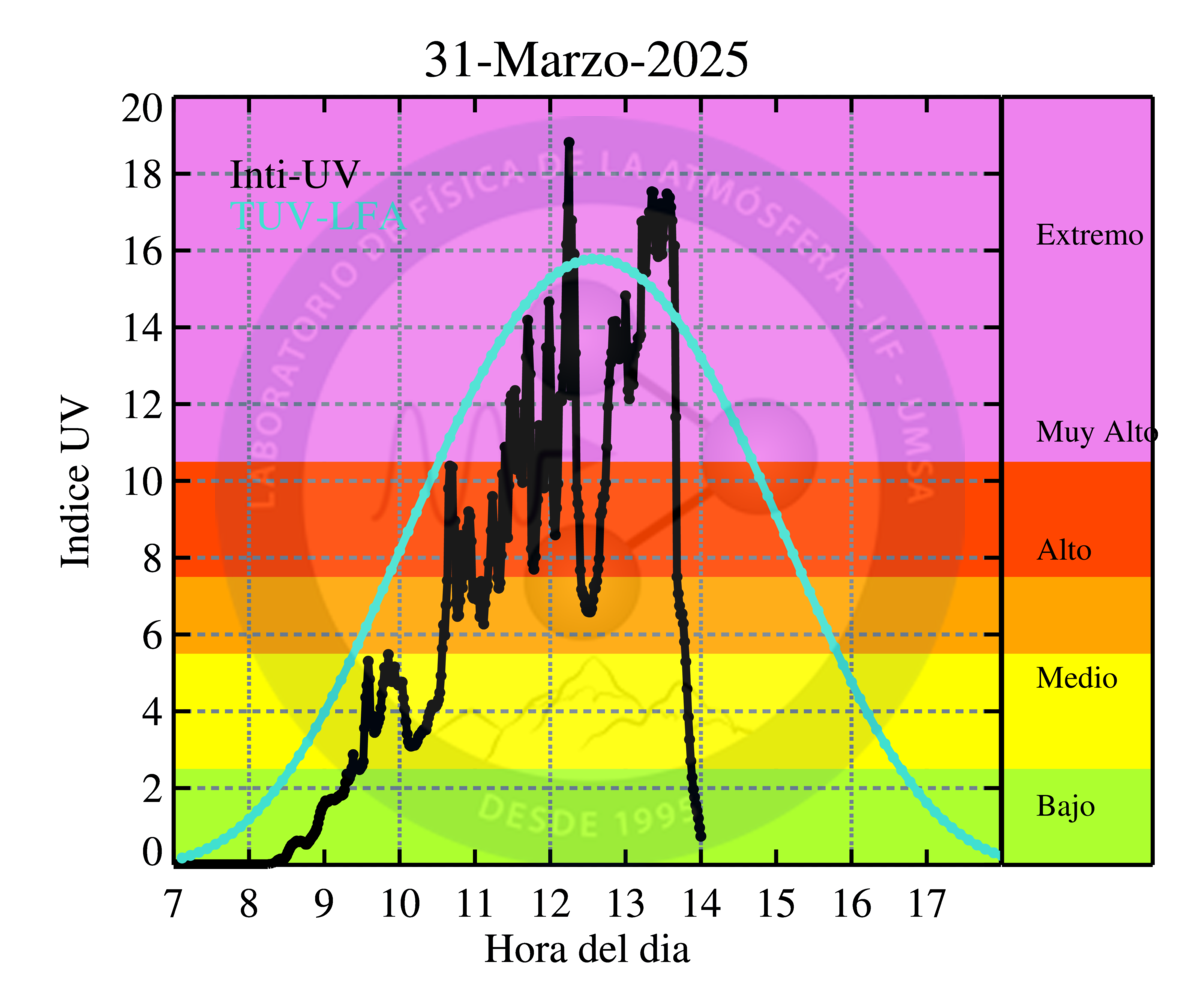 31-Marzo-2025
Indice UV
20
18
16
14
12
10
8
6
4
2
0
Inti-UV
TUV-LFA
LABORATORIO DE FÍSICA DE LA ATMÓSFERA - IIF - UMSA
DESDE 1995
Extremo
Muy Alto
Alto
Medio
Bajo
7 8 9 10 11 12 13 14 15 16 17
Hora del dia